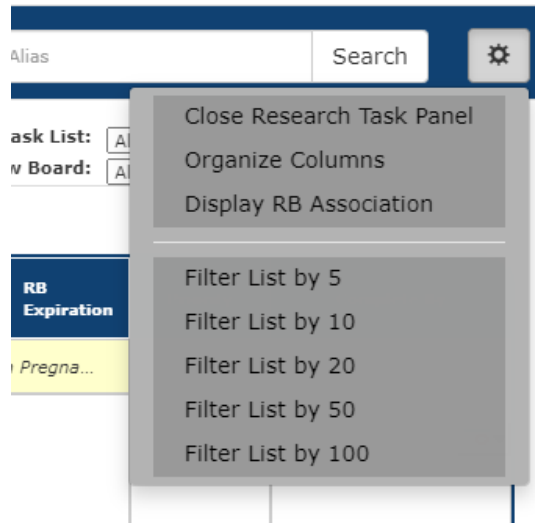 Alias
Search
Close Research Task Panel
ask List:
Organize Columns
w Board:
Display RB Association
RB
Expiration
Filter List by 5
Filter List by 10
Pregna...
Filter List by 20
Filter List by 50
Filter List by 100